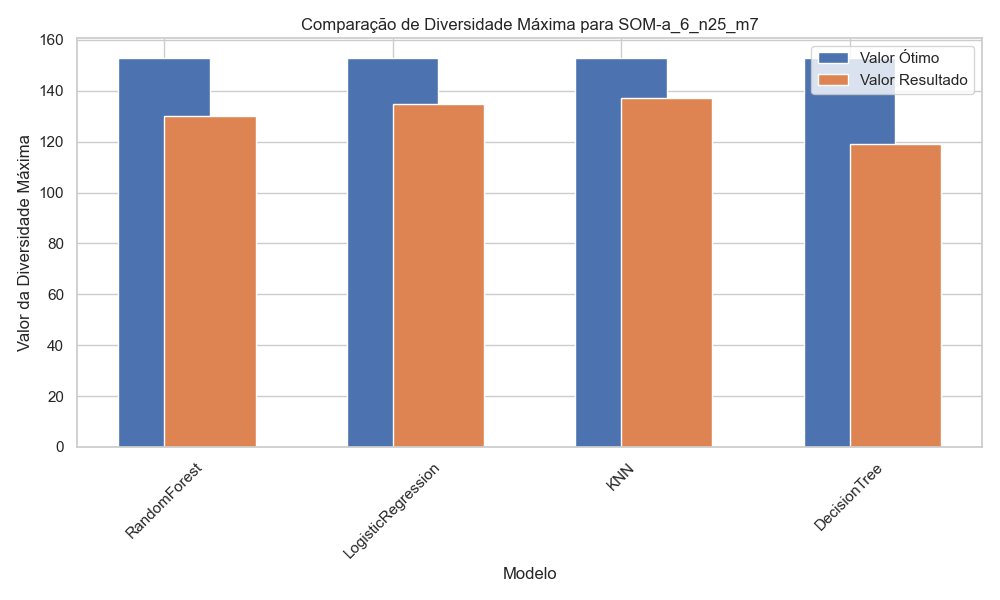 Comparação de Diversidade Máxima para SOM-a_6_n25_m7
Valor Ótimo
Valor Resultado
Valor da Diversidade Máxima
160
140
120
100
80
60
40
20
0
RandomForest
LogisticRegression
KNN
DecisionTree
Modelo